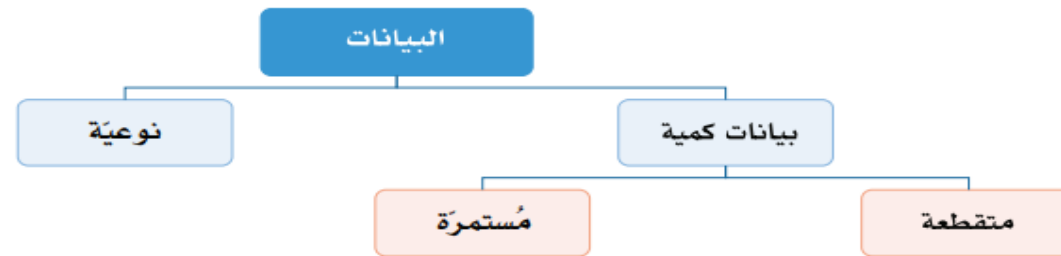 البيانات
بيانات كمية
نوعيّة
متقطعة
مُستمرّة